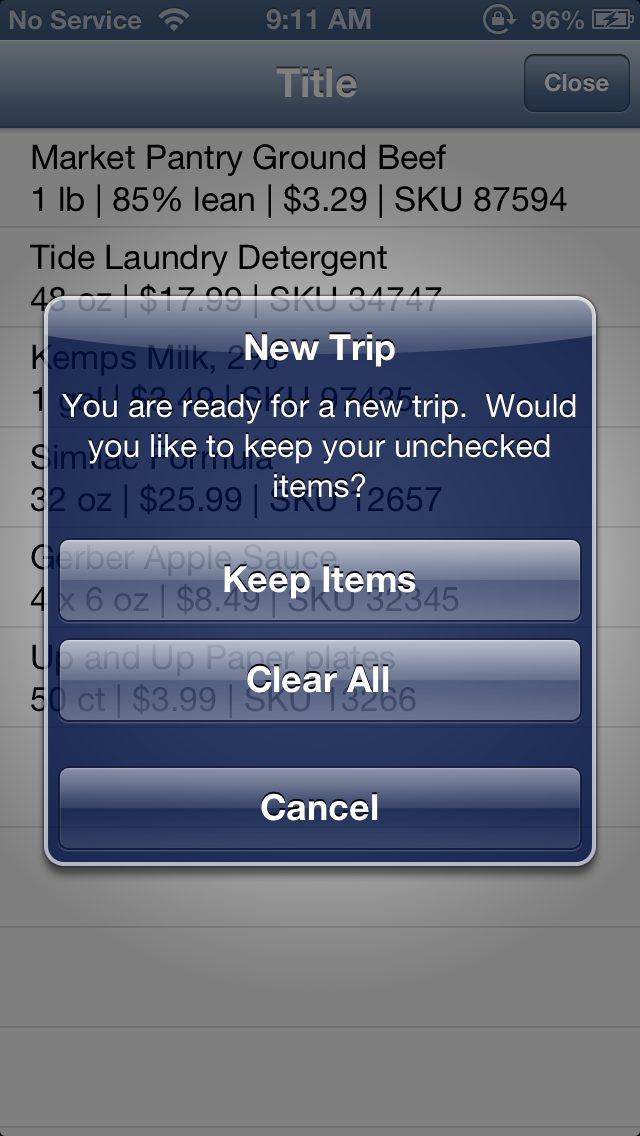 No Service 9:11 AM 96%
Title
Close
Market Pantry Ground Beef
1 lb | 85% lean | $3.29 | SKU 87594
Tide Laundry Detergent
48 oz | $17.99 | SKU 34747
New Trip
Kemps Milk, 2%
1 gal | $2.49 | SKU 97435
You are ready for a new trip.  Would
you like to keep your unchecked
items?
Similac Formula
32 oz | $25.99 | SKU 12657
Gerber Apple Sauce
Keep Items
4 x 6 oz | $8.49 | SKU 32345
Up and Up Paper plates
Clear All
50 ct | $3.99 | SKU 13266
Cancel